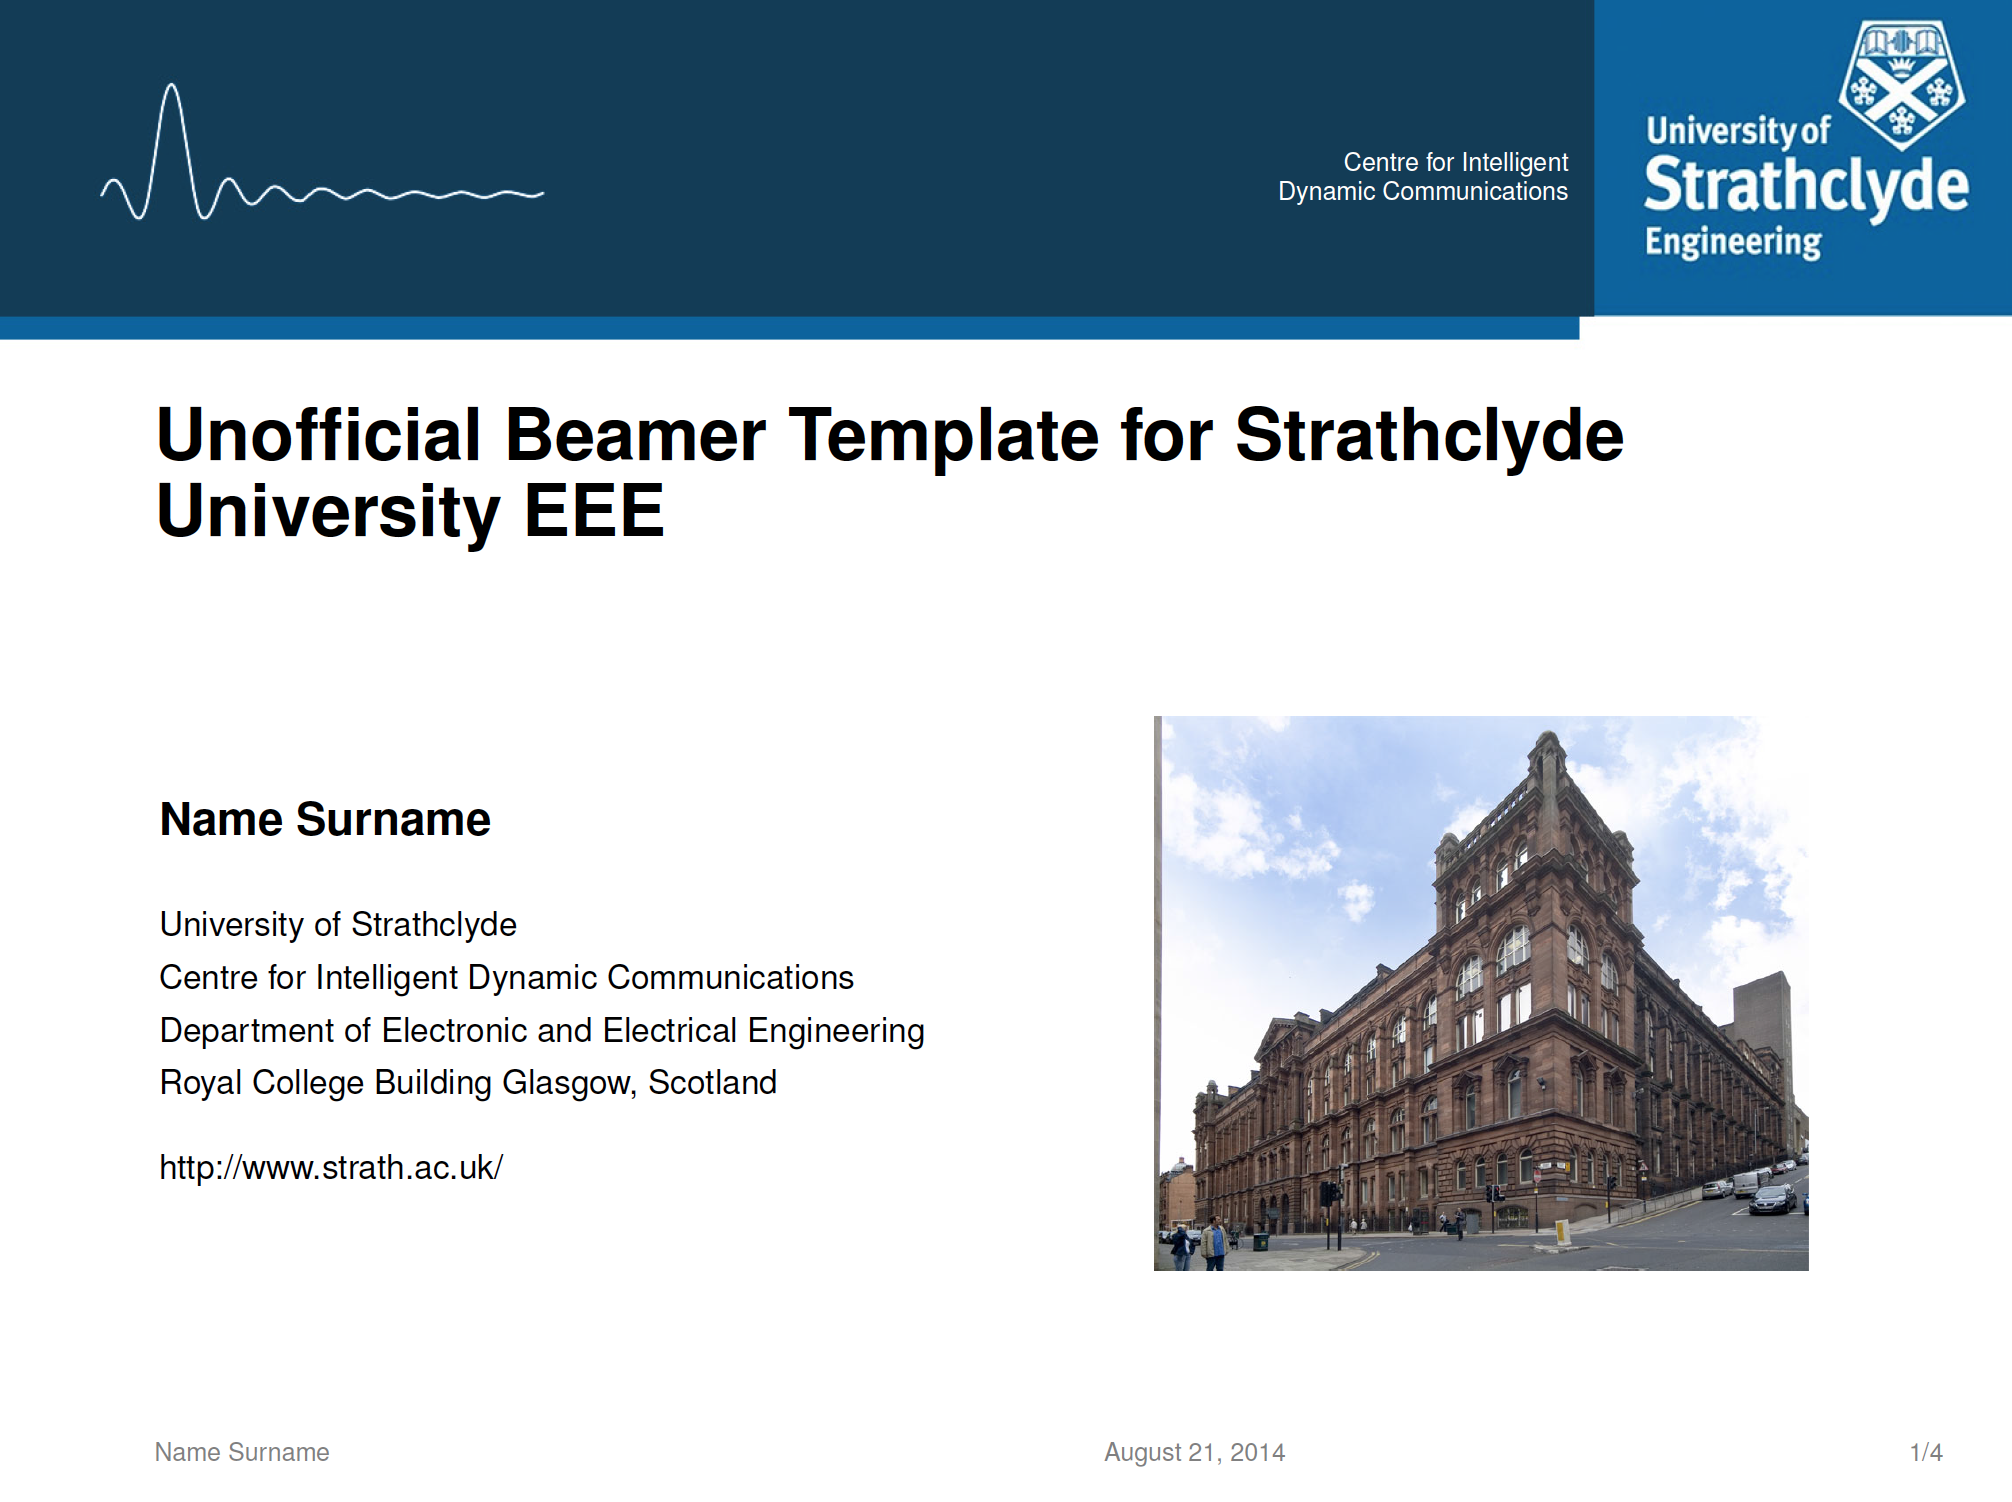 Centre for Intelligent
Dynamic Communications
University of
Strathclyde
Engineering
Unofficial Beamer Template for Strathclyde
University EEE
Name Surname
University of Strathclyde
Centre for Intelligent Dynamic Communications
Department of Electronic and Electrical Engineering
Royal College Building Glasgow, Scotland
http://www.strath.ac.uk/
Name Surname
August 21, 2014
1/4